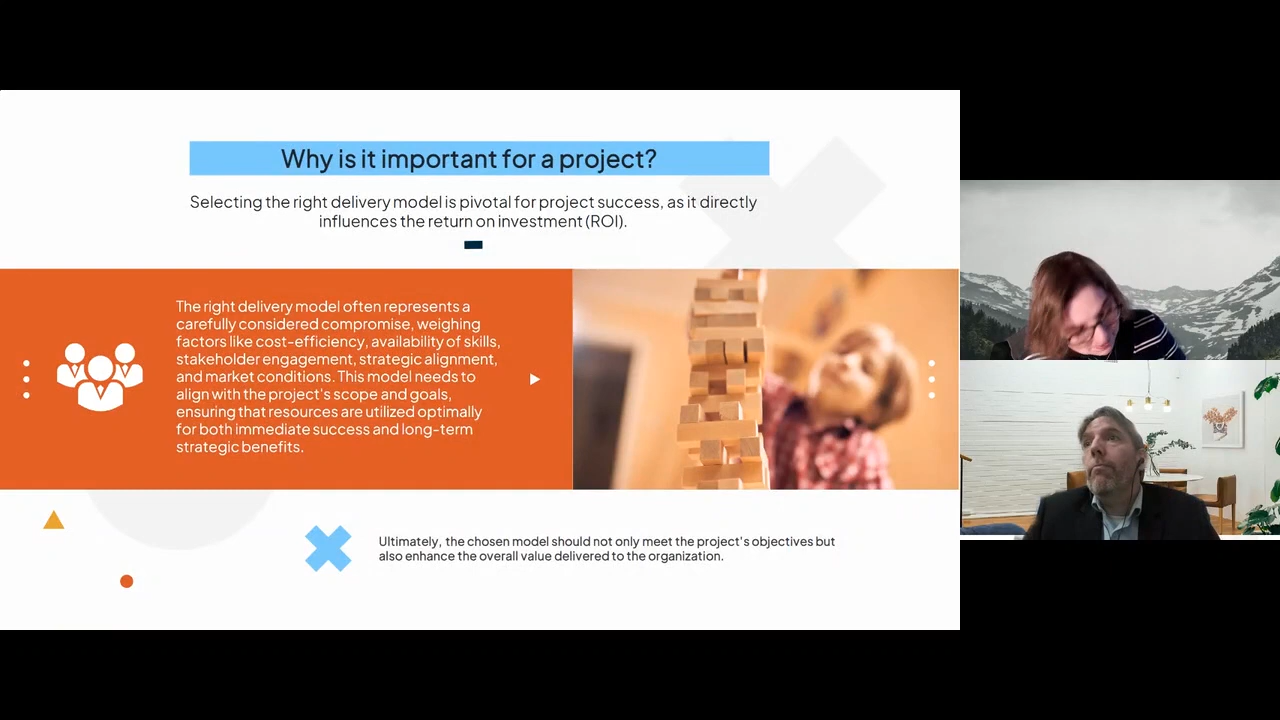 Why is it important for a project?
Selecting the right delivery model is pivotal for project success, as it directly
influences the return on investment (ROI).
The right delivery model often represents a
carefully considered compromise, weighing
factors like cost-efficiency, availability of skills,
stakeholder engagement, strategic alignment,
and market conditions. This model needs to
align with the project's scope and goals,
ensuring that resources are utilized optimally
for both immediate success and long-term
strategic benefits.
Ultimately, the chosen model should not only meet the project's objectives but
also enhance the overall value delivered to the organization.